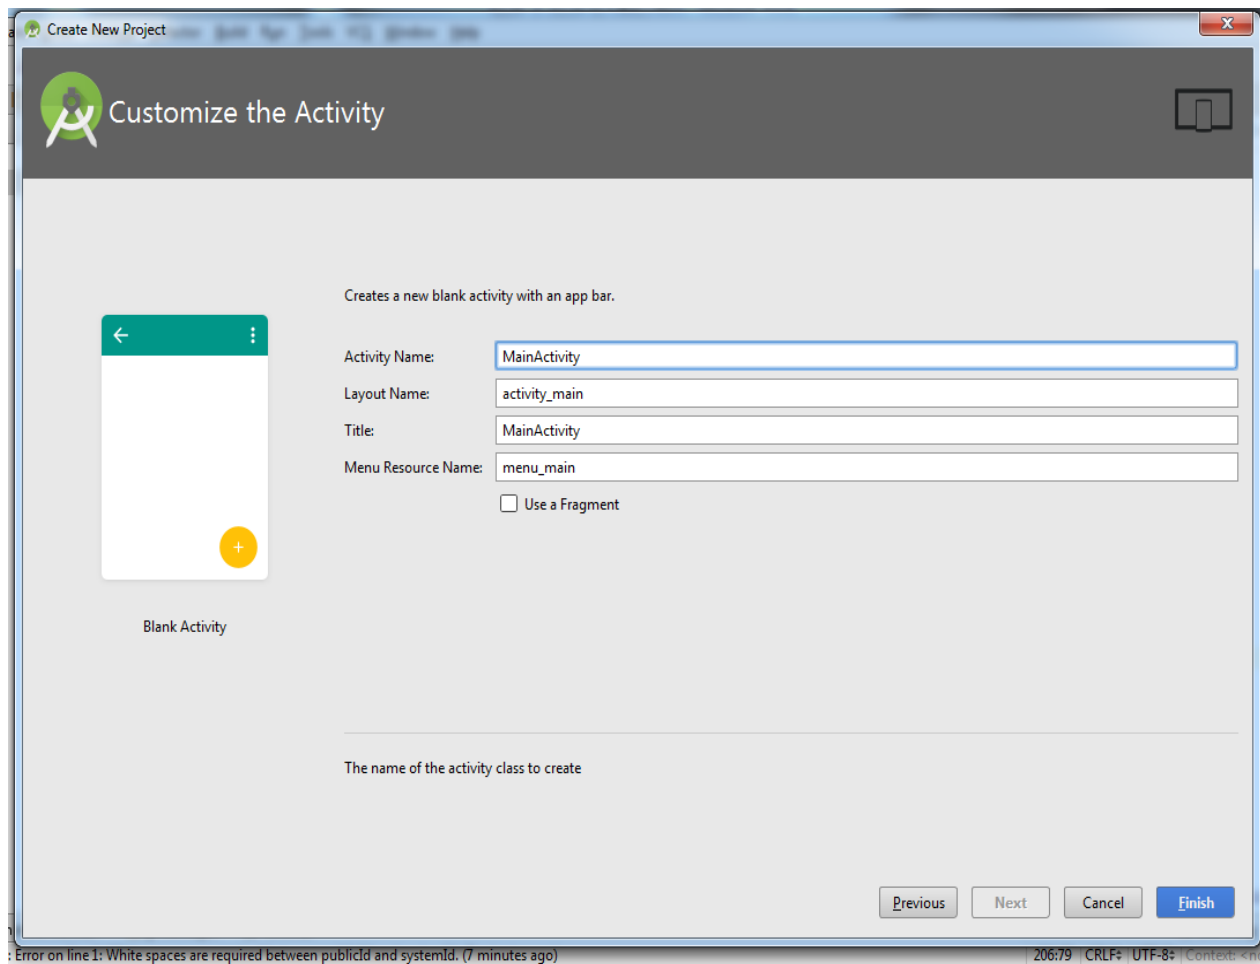 Create New Project
Customize the Activity
Creates a new blank activity with an app bar.
Activity Name: MainActivity
Layout Name: activity_main
Title: MainActivity
Menu Resource Name: menu_main
Use a Fragment
Blank Activity
The name of the activity class to create
Previous Next Cancel Finish
: Error on line 1: White spaces are required between publicId and systemId. (7 minutes ago) 206:79 CRLF UTF-8 Context: